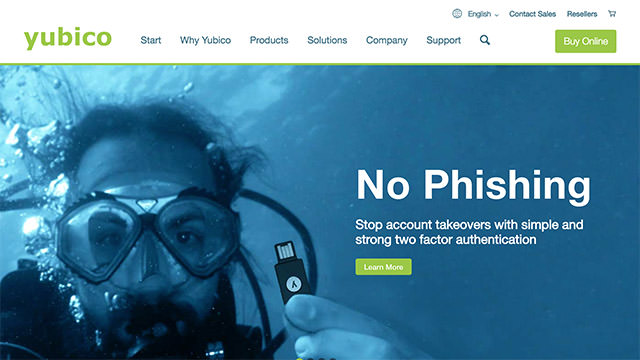 English
Contact Sales
Resellers
yubico
Start
Why Yubico
Products
Solutions
Company
Support
Buy Online
No Phishing
Stop account takeovers with simple and
strong two factor authentication
Learn More